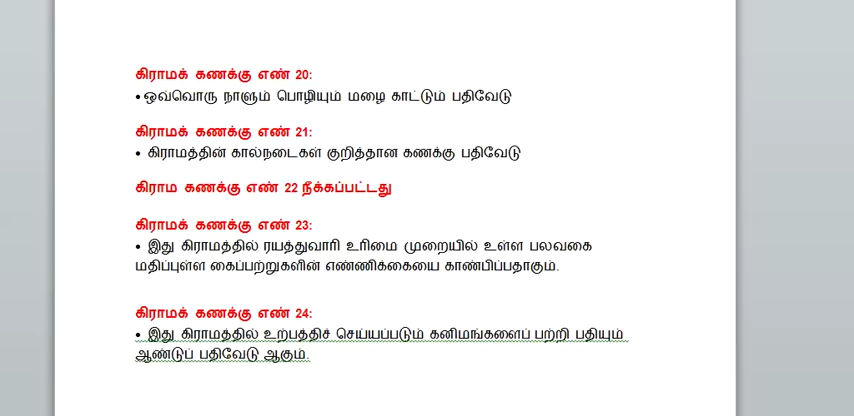 கிராமக் கணக்கு எண் 20:
• ஒவ்வொரு நாளும் பொழியும் மழை காட்டும் பதிவேடு
கிராமக் கணக்கு எண் 21:
• கிராமத்தின் கால்நடைகள் குறித்தான கணக்கு பதிவேடு
கிராம கணக்கு எண் 22 நீக்கப்பட்டது
கிராமக் கணக்கு எண் 23:
• இது கிராமத்தில் ரயத்துவாரி உரிமை முறையில் உள்ள பலவகை
மதிப்புள்ள கைப்பற்றுகளின் எண்ணிக்கையை காண்பிப்பதாகும்.
கிராமக் கணக்கு எண் 24:
• இது கிராமத்தில் உற்பத்திச் செய்யப்படும் கனிமங்களைப் பற்றி பதியும்
ஆண்டுப் பதிவேடு ஆகும்.